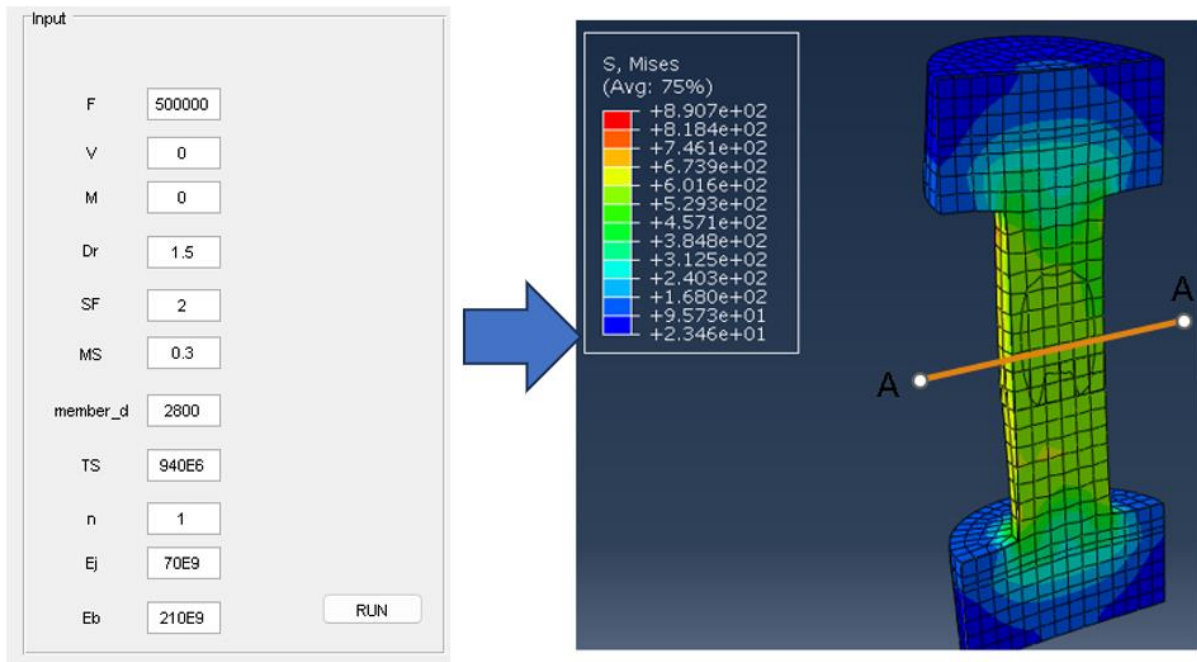 Input
F 500000
V 0
M 0
Dr 1.5
SF 2
MS 0.3
member_d 2800
TS 940E6
n 1
Ej 70E9
Eb 210E9
RUN
S, Mises
(Avg: 75%)
+8.907e+02
+8.184e+02
+7.461e+02
+6.739e+02
+6.016e+02
+5.293e+02
+4.571e+02
+3.848e+02
+3.125e+02
+2.403e+02
+1.680e+02
+9.573e+01
+2.346e+01
A
A